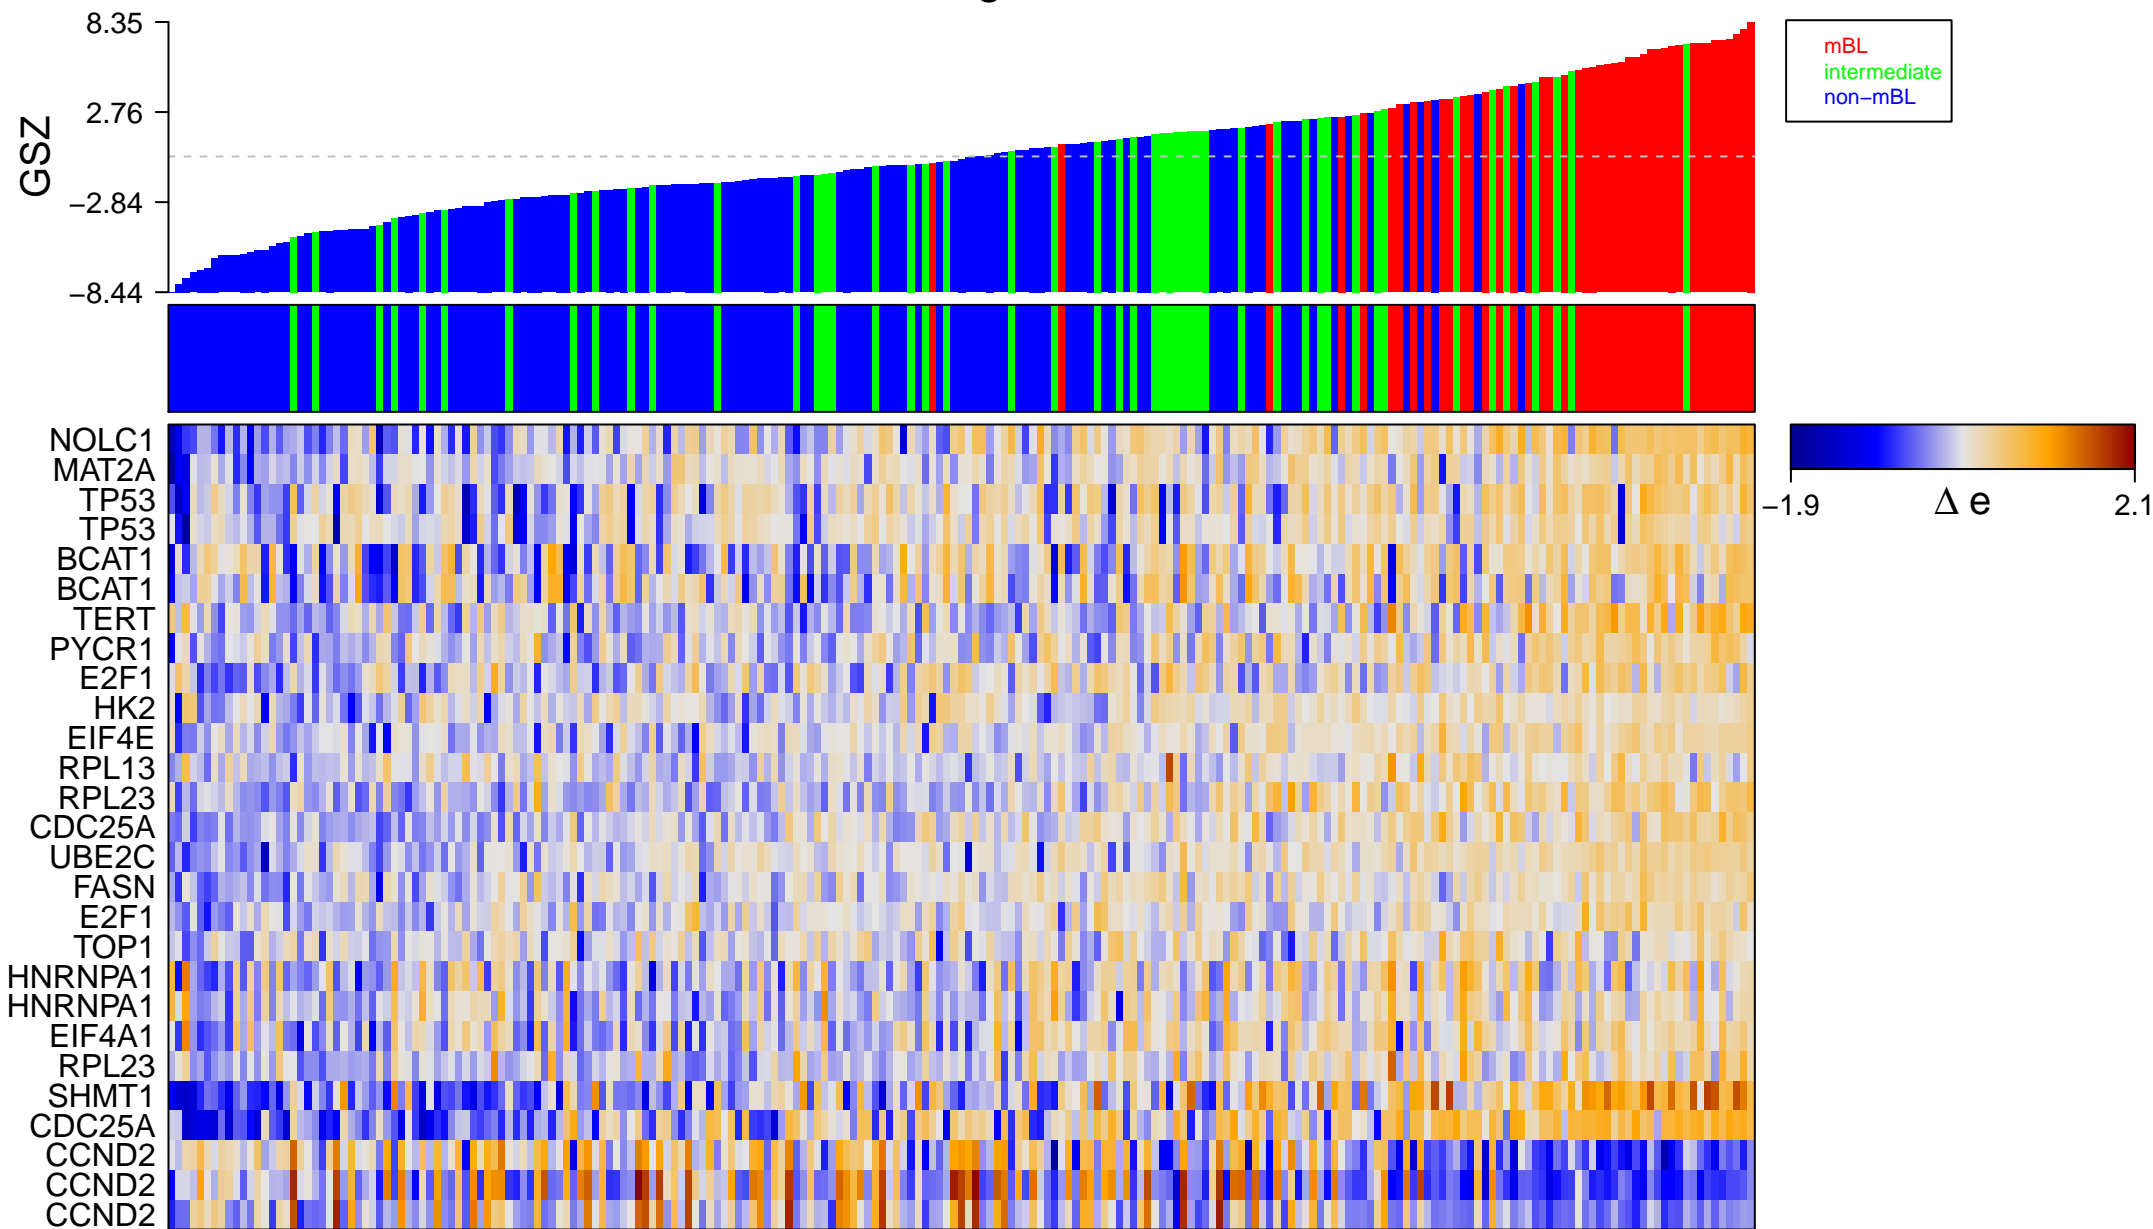 8.35
2.76
−2.84
−8.44
GSZ
mBL
intermediate
non−mBL
NOLC1
MAT2A
TP53
TP53
BCAT1
BCAT1
TERT
PYCR1
E2F1
HK2
EIF4E
RPL13
RPL23
CDC25A
UBE2C
FASN
E2F1
TOP1
HNRNPA1
HNRNPA1
EIF4A1
RPL23
SHMT1
CDC25A
CCND2
CCND2
CCND2
−1.9 Δ e 2.1